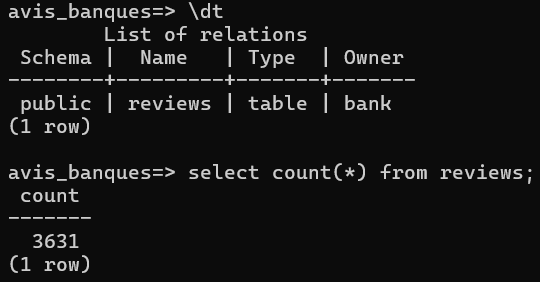 avis_banques=> \dt
        List of relations
 Schema |  Name   | Type  | Owner
--------+---------+-------+-------
 public | reviews | table | bank
(1 row)

avis_banques=> select count(*) from reviews;
 count
-------
  3631
(1 row)